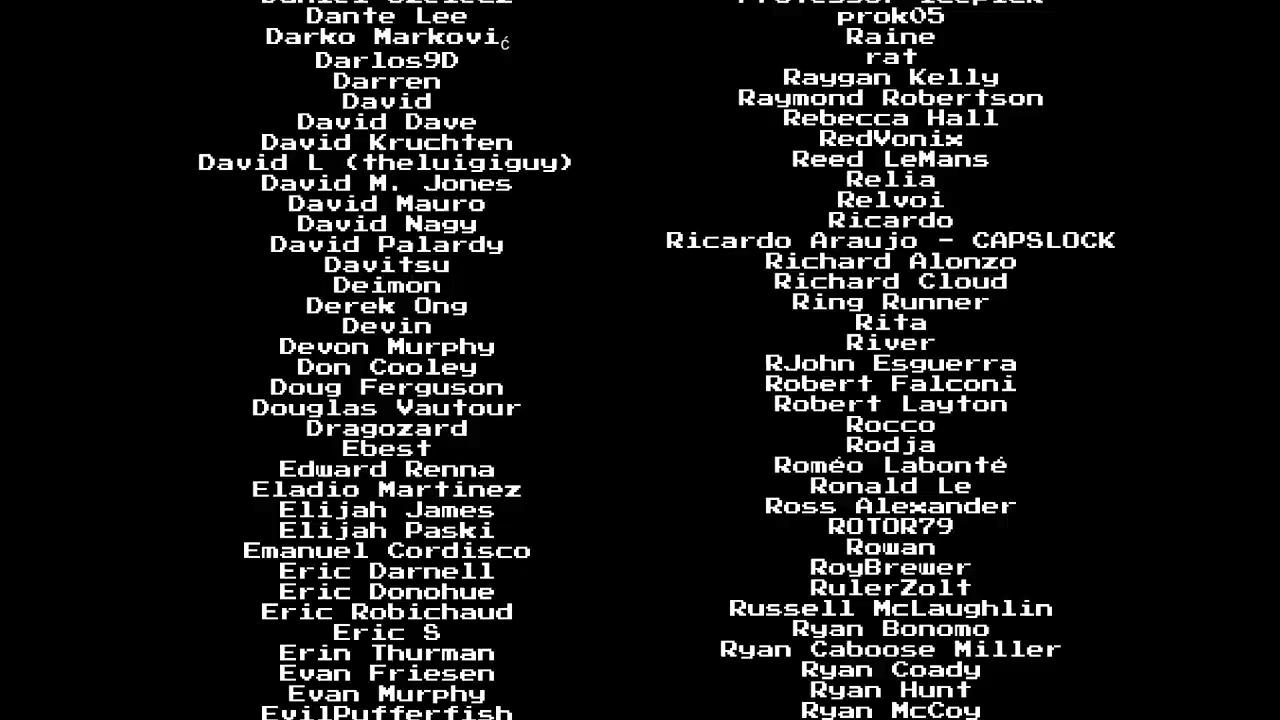 Dante Lee
Darko Marković
Darlos9D
Darren
David
David Dave
David Kruchten
David L (theluigiguy)
David M. Jones
David Mauro
David Nagy
David Palardy
Davitsu
Deimon
Derek Ong
Devin
Devon Murphy
Don Cooley
Doug Ferguson
Douglas Vautour
Dragozard
Ebest
Edward Renna
Eladio Martinez
Elijah James
Elijah Paski
Emanuel Cordisco
Eric Darnell
Eric Donohue
Eric Robichaud
Eric S
Erin Thurman
Evan Friesen
Evan Murphy
EvilPufferfish
prok05
Raine
rat
Raygan Kelly
Raymond Robertson
Rebecca Hall
RedVonix
Reed LeMans
Relia
Relvoi
Ricardo
Ricardo Araujo - CAPSLOCK
Richard Alonzo
Richard Cloud
Ring Runner
Rita
River
RJohn Esguerra
Robert Falconi
Robert Layton
Rocco
Rodja
Roméo Labonté
Ronald Le
Ross Alexander
ROTOR79
Rowan
RoyBrewer
RulerZolt
Russell McLaughlin
Ryan Bonomo
Ryan Caboose Miller
Ryan Coady
Ryan Hunt
Ryan McCoy